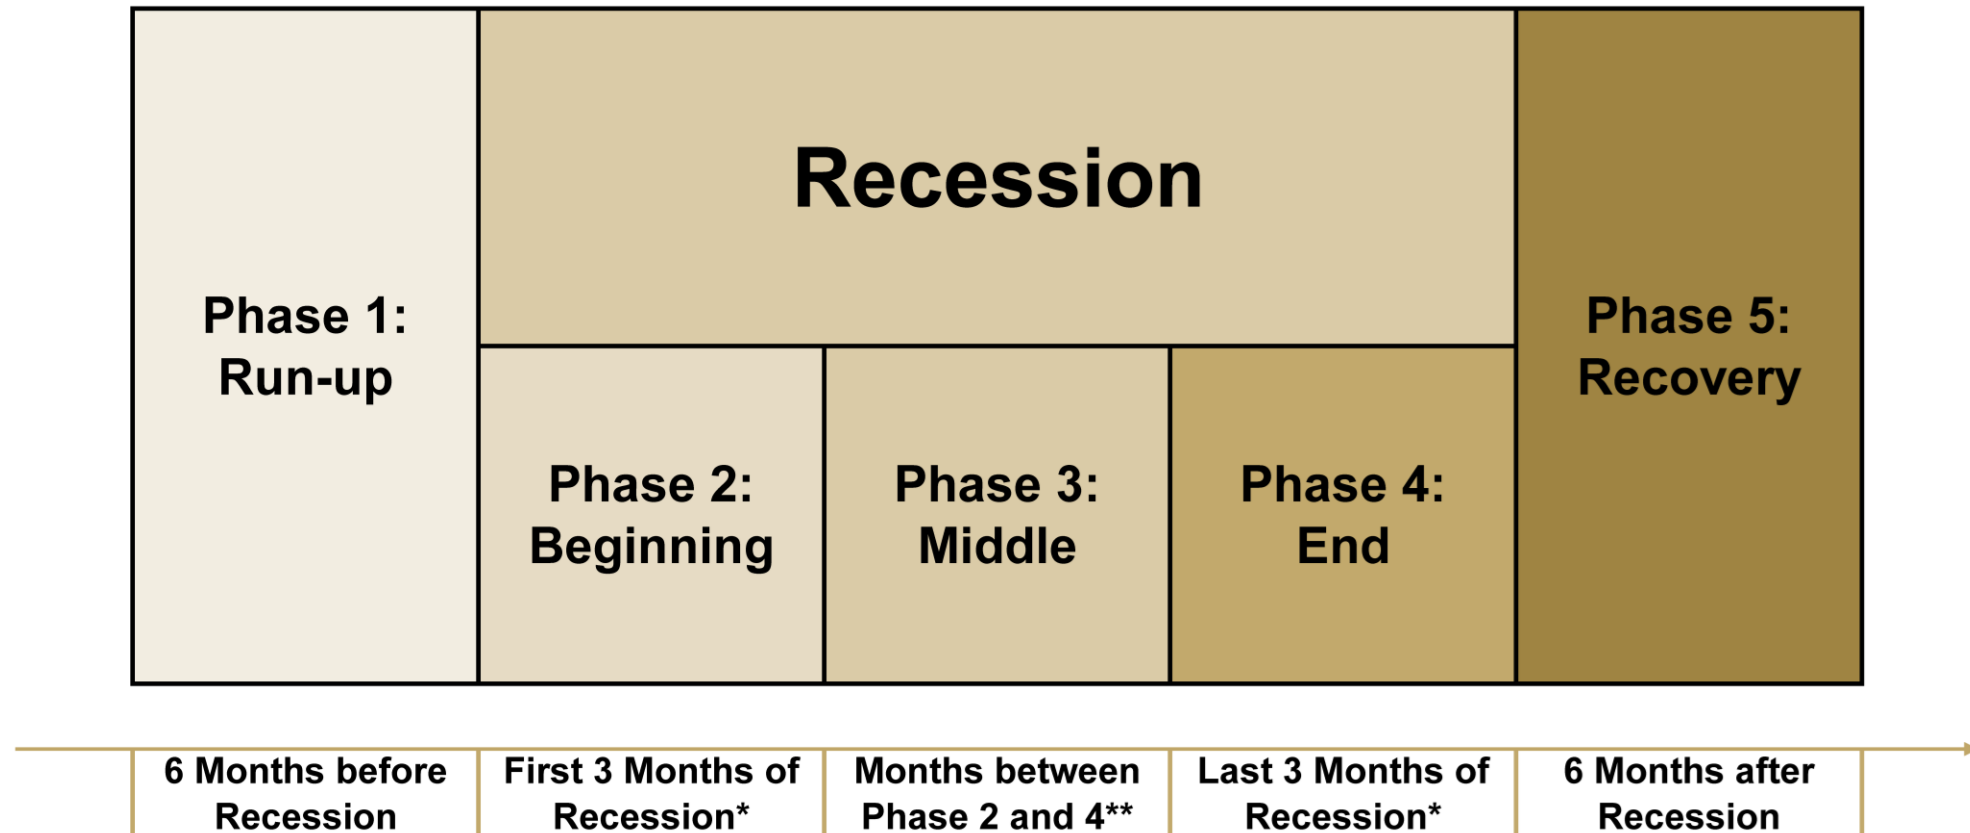 Recession
Phase 1:
Run-up
Phase 2:
Beginning
Phase 3:
Middle
Phase 4:
End
Phase 5:
Recovery
6 Months before
Recession
First 3 Months of
Recession*
Months between
Phase 2 and 4**
Last 3 Months of
Recession*
6 Months after
Recession